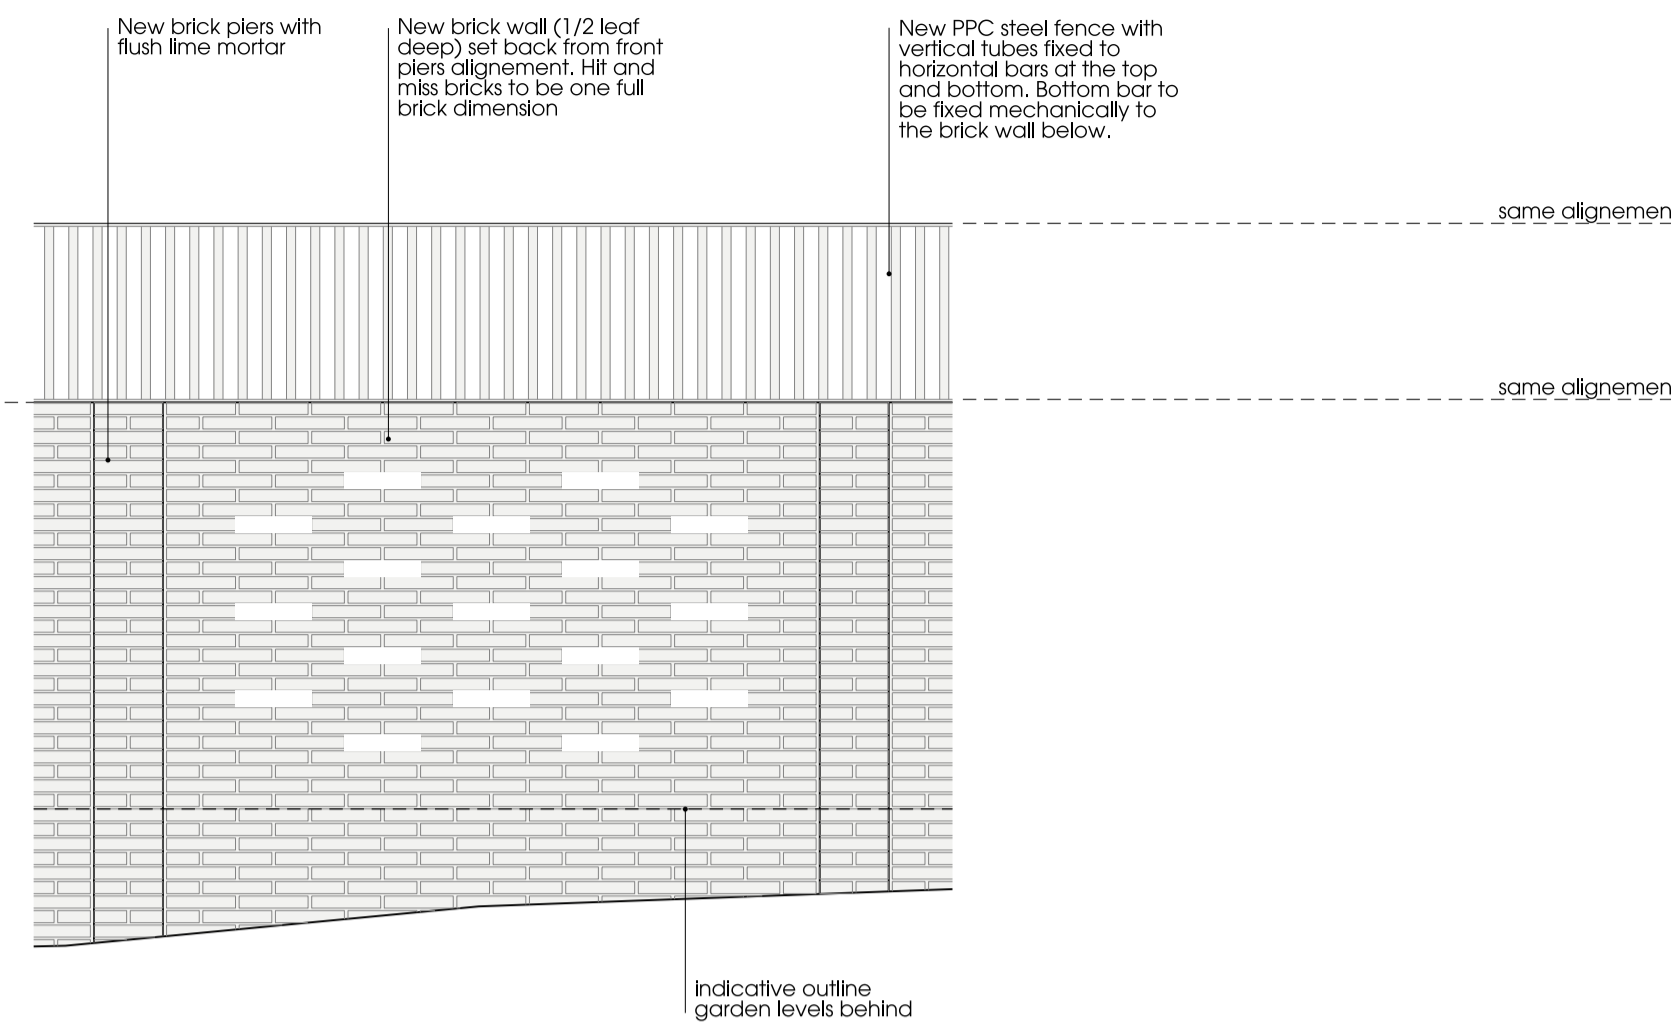 New brick piers with
flush lime mortar
New brick wall (1/2 leaf
deep) set back from front
piers alignement. Hit and
miss bricks to be one full
brick dimension
New PPC steel fence with
vertical tubes fixed to
horizontal bars at the top
and bottom. Bottom bar to
be fixed mechanically to
the brick wall below.
same alignemen
same alignemen
indicative outline
garden levels behind